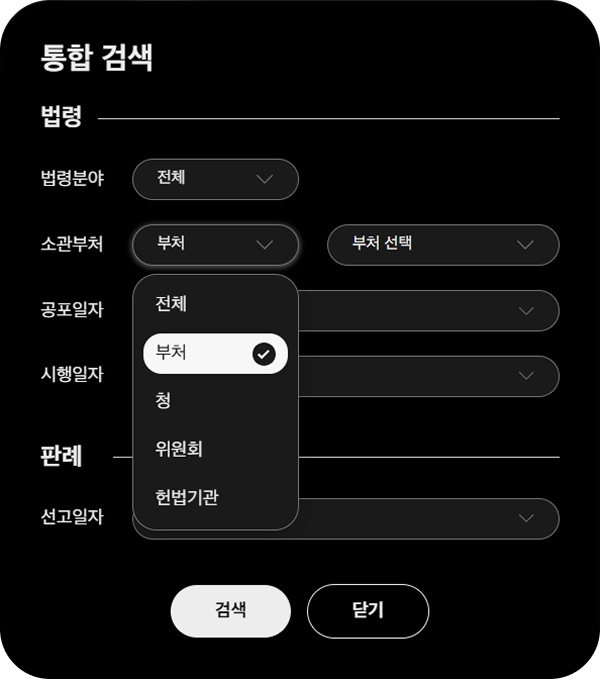 통합 검색
법령
법령분야 전체
소관부처 부처 부처 선택
전체
공포일자
부처
시행일자
청
위원회
판례
헌법기관
선고일자
검색 닫기